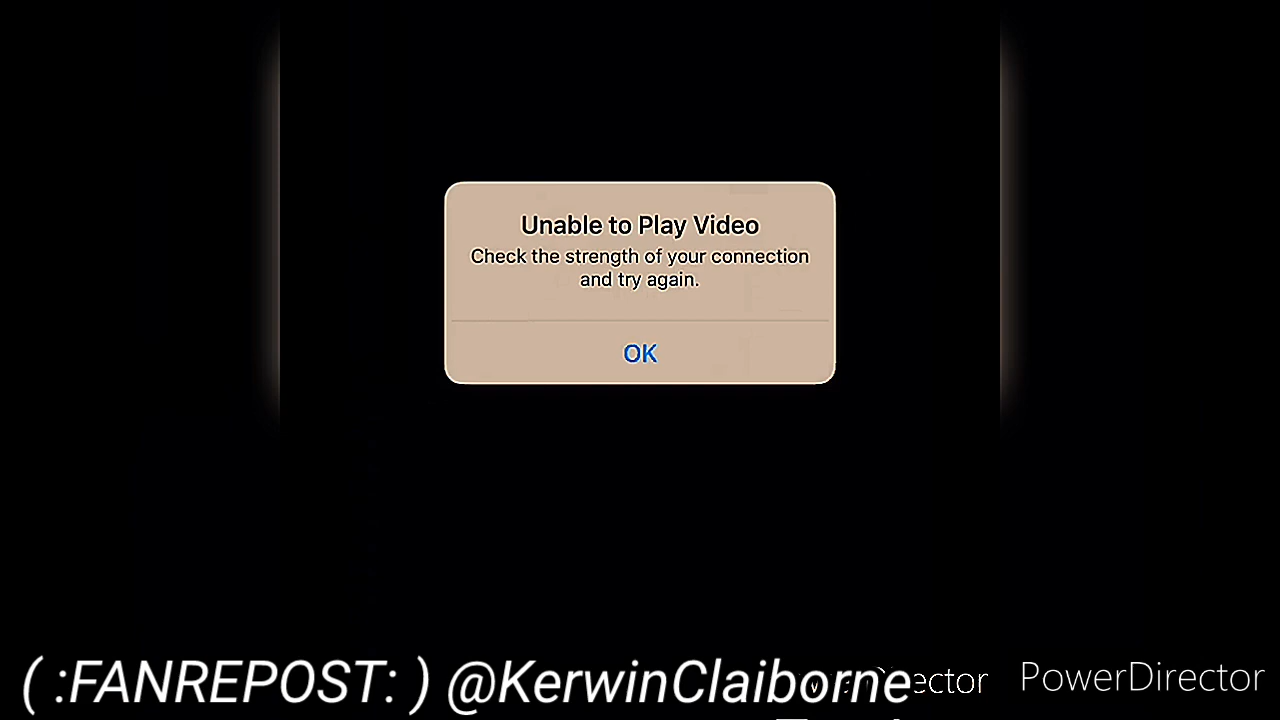 Unable to Play Video
Check the strength of your connection
and try again.
OK
( :FANREPOST: ) @KerwinClaiborne
PowerDirector